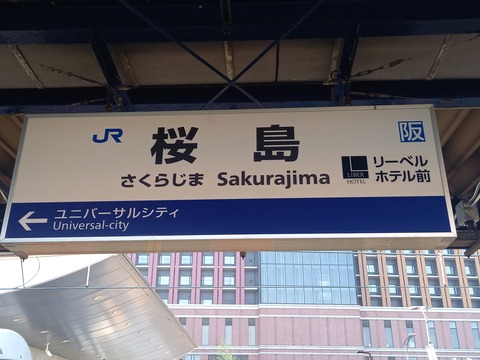 JR 桜島 阪
さくらじま Sakurajima
LIBER HOTEL
リーベル
ホテル前
← ユニバーサルシティ
Universal-city